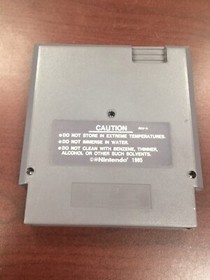 CAUTION
•DO NOT STORE IN EXTREME TEMPERATURES.
•DO NOT IMMERSE IN WATER.
•DO NOT CLEAN WITH BENZENE, THINNER,
ALCOHOL OR OTHER SUCH SOLVENTS.
©®Nintendo® 1985